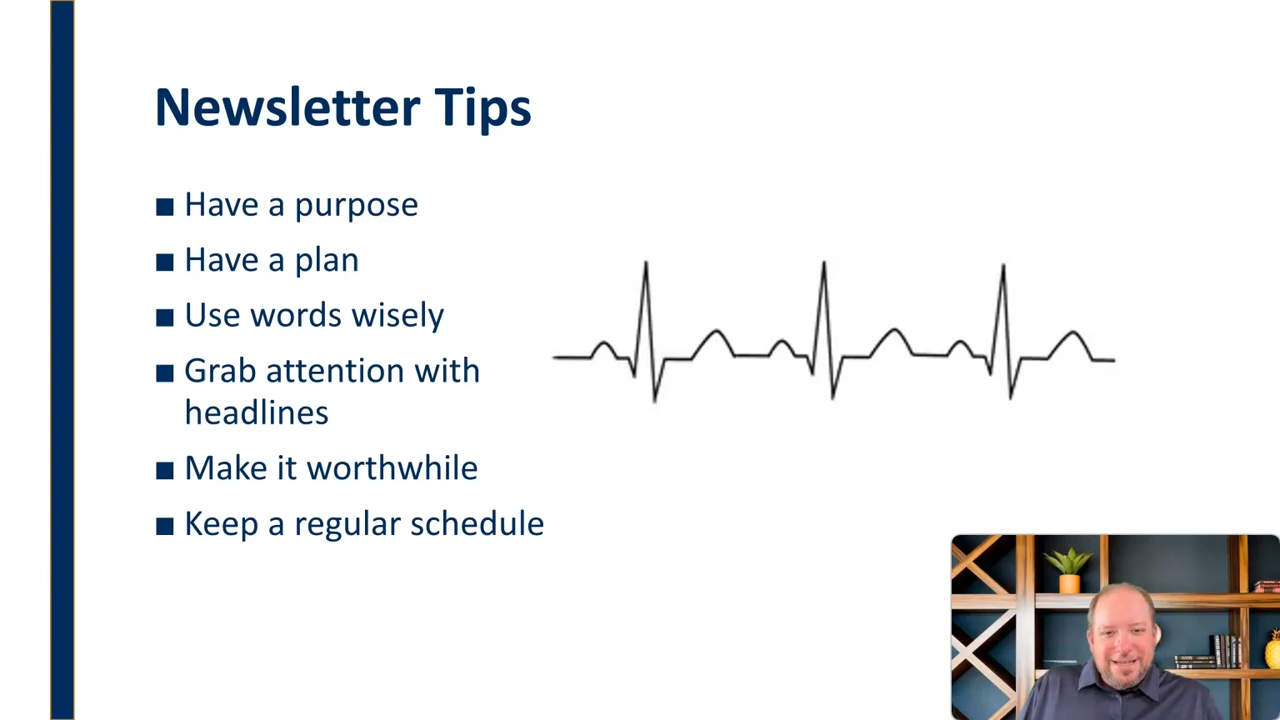 Newsletter Tips
■ Have a purpose
■ Have a plan
■ Use words wisely
■ Grab attention with
headlines
■ Make it worthwhile
■ Keep a regular schedule